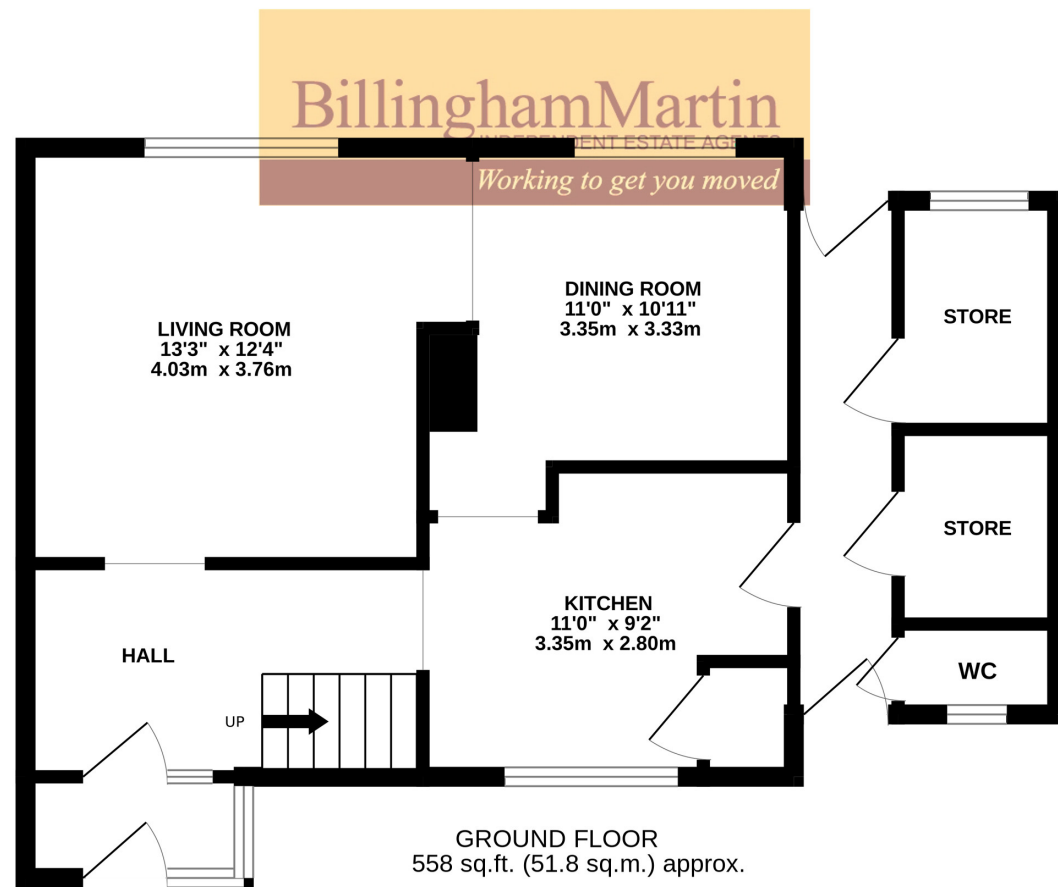 BillinghamMartin
INDEPENDENT ESTATE AGENTS
Working to get you moved
LIVING ROOM
13'3" x 12'4"
4.03m x 3.76m
DINING ROOM
11'0" x 10'11"
3.35m x 3.33m
STORE
STORE
KITCHEN
11'0" x 9'2"
3.35m x 2.80m
HALL
WC
UP
GROUND FLOOR
558 sq.ft. (51.8 sq.m.) approx.